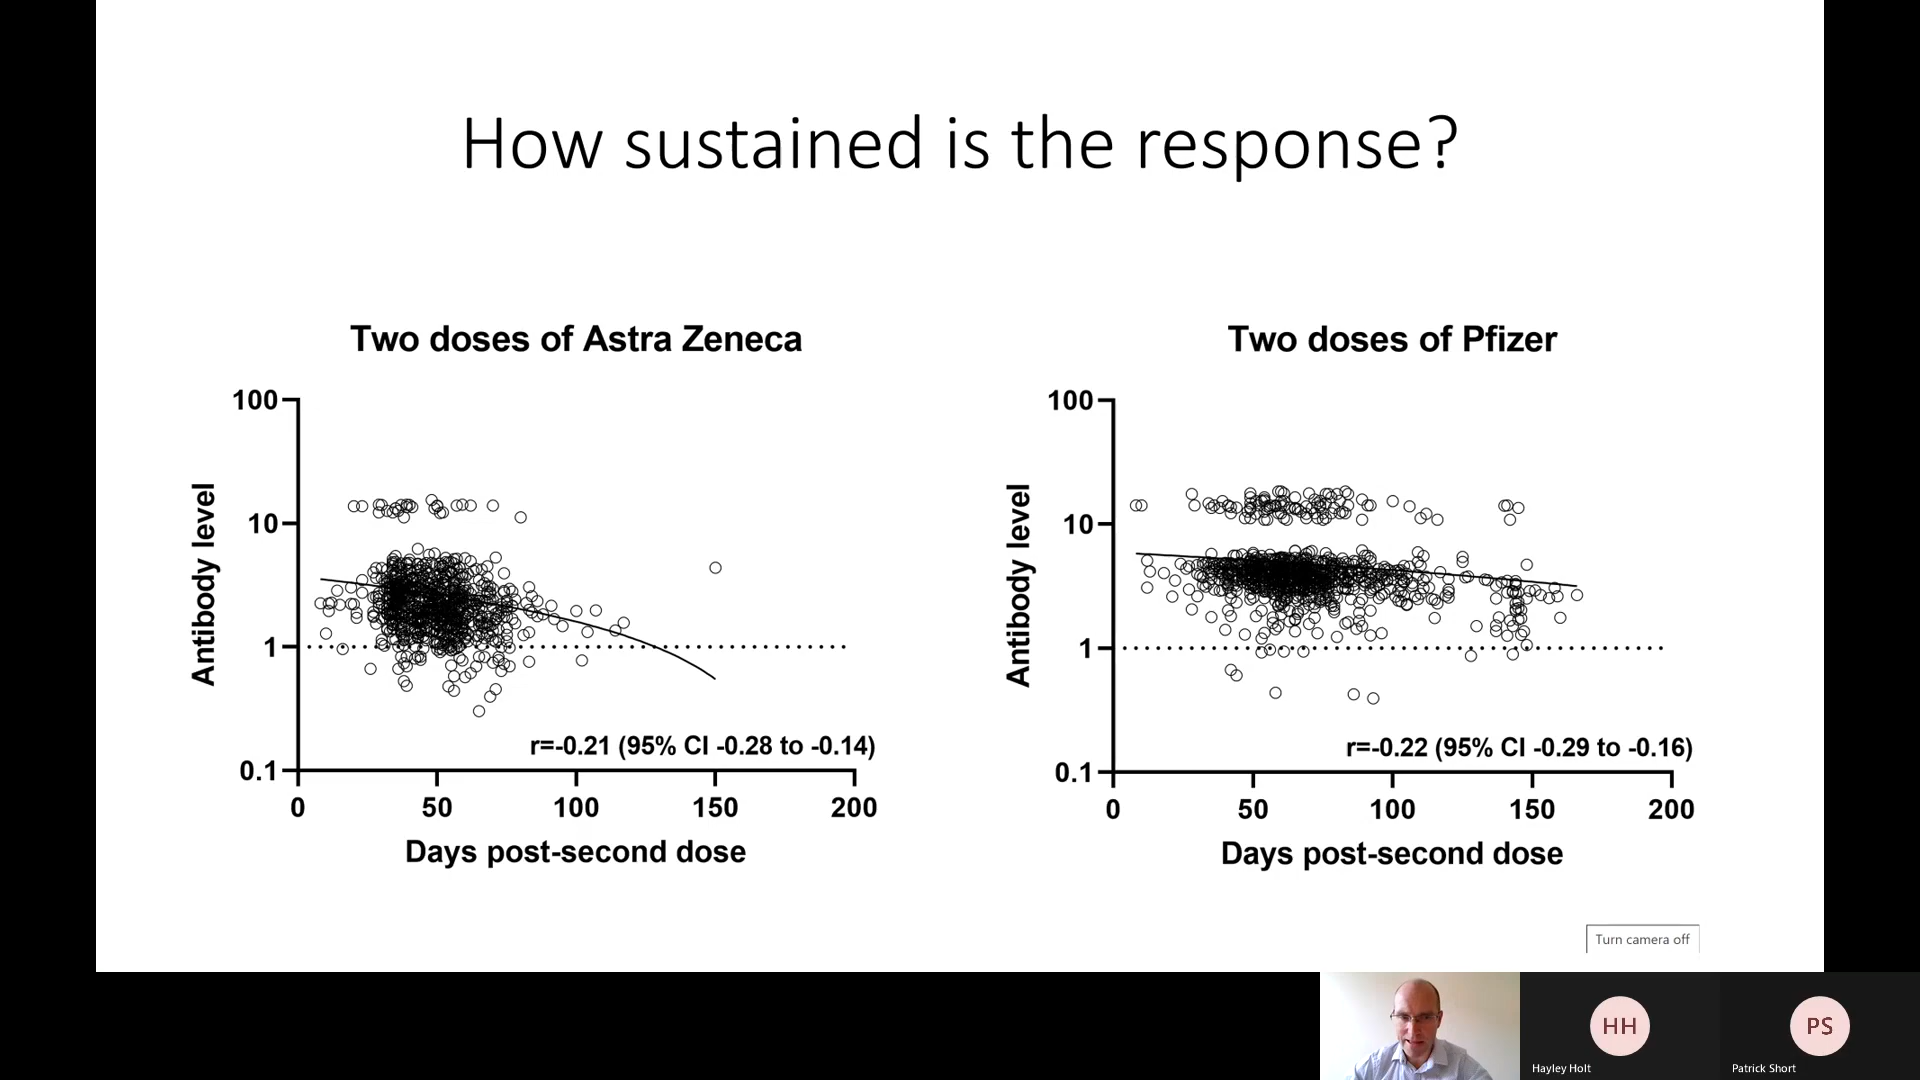 How sustained is the response?
Two doses of Astra Zeneca
100
10
1
0.1
Antibody level
r=-0.21 (95% CI -0.28 to -0.14)
0 50 100 150 200
Days post-second dose
Two doses of Pfizer
100
10
1
0.1
Antibody level
r=-0.22 (95% CI -0.29 to -0.16)
0 50 100 150 200
Days post-second dose
Turn camera off
HH
Hayley Holt
PS
Patrick Short